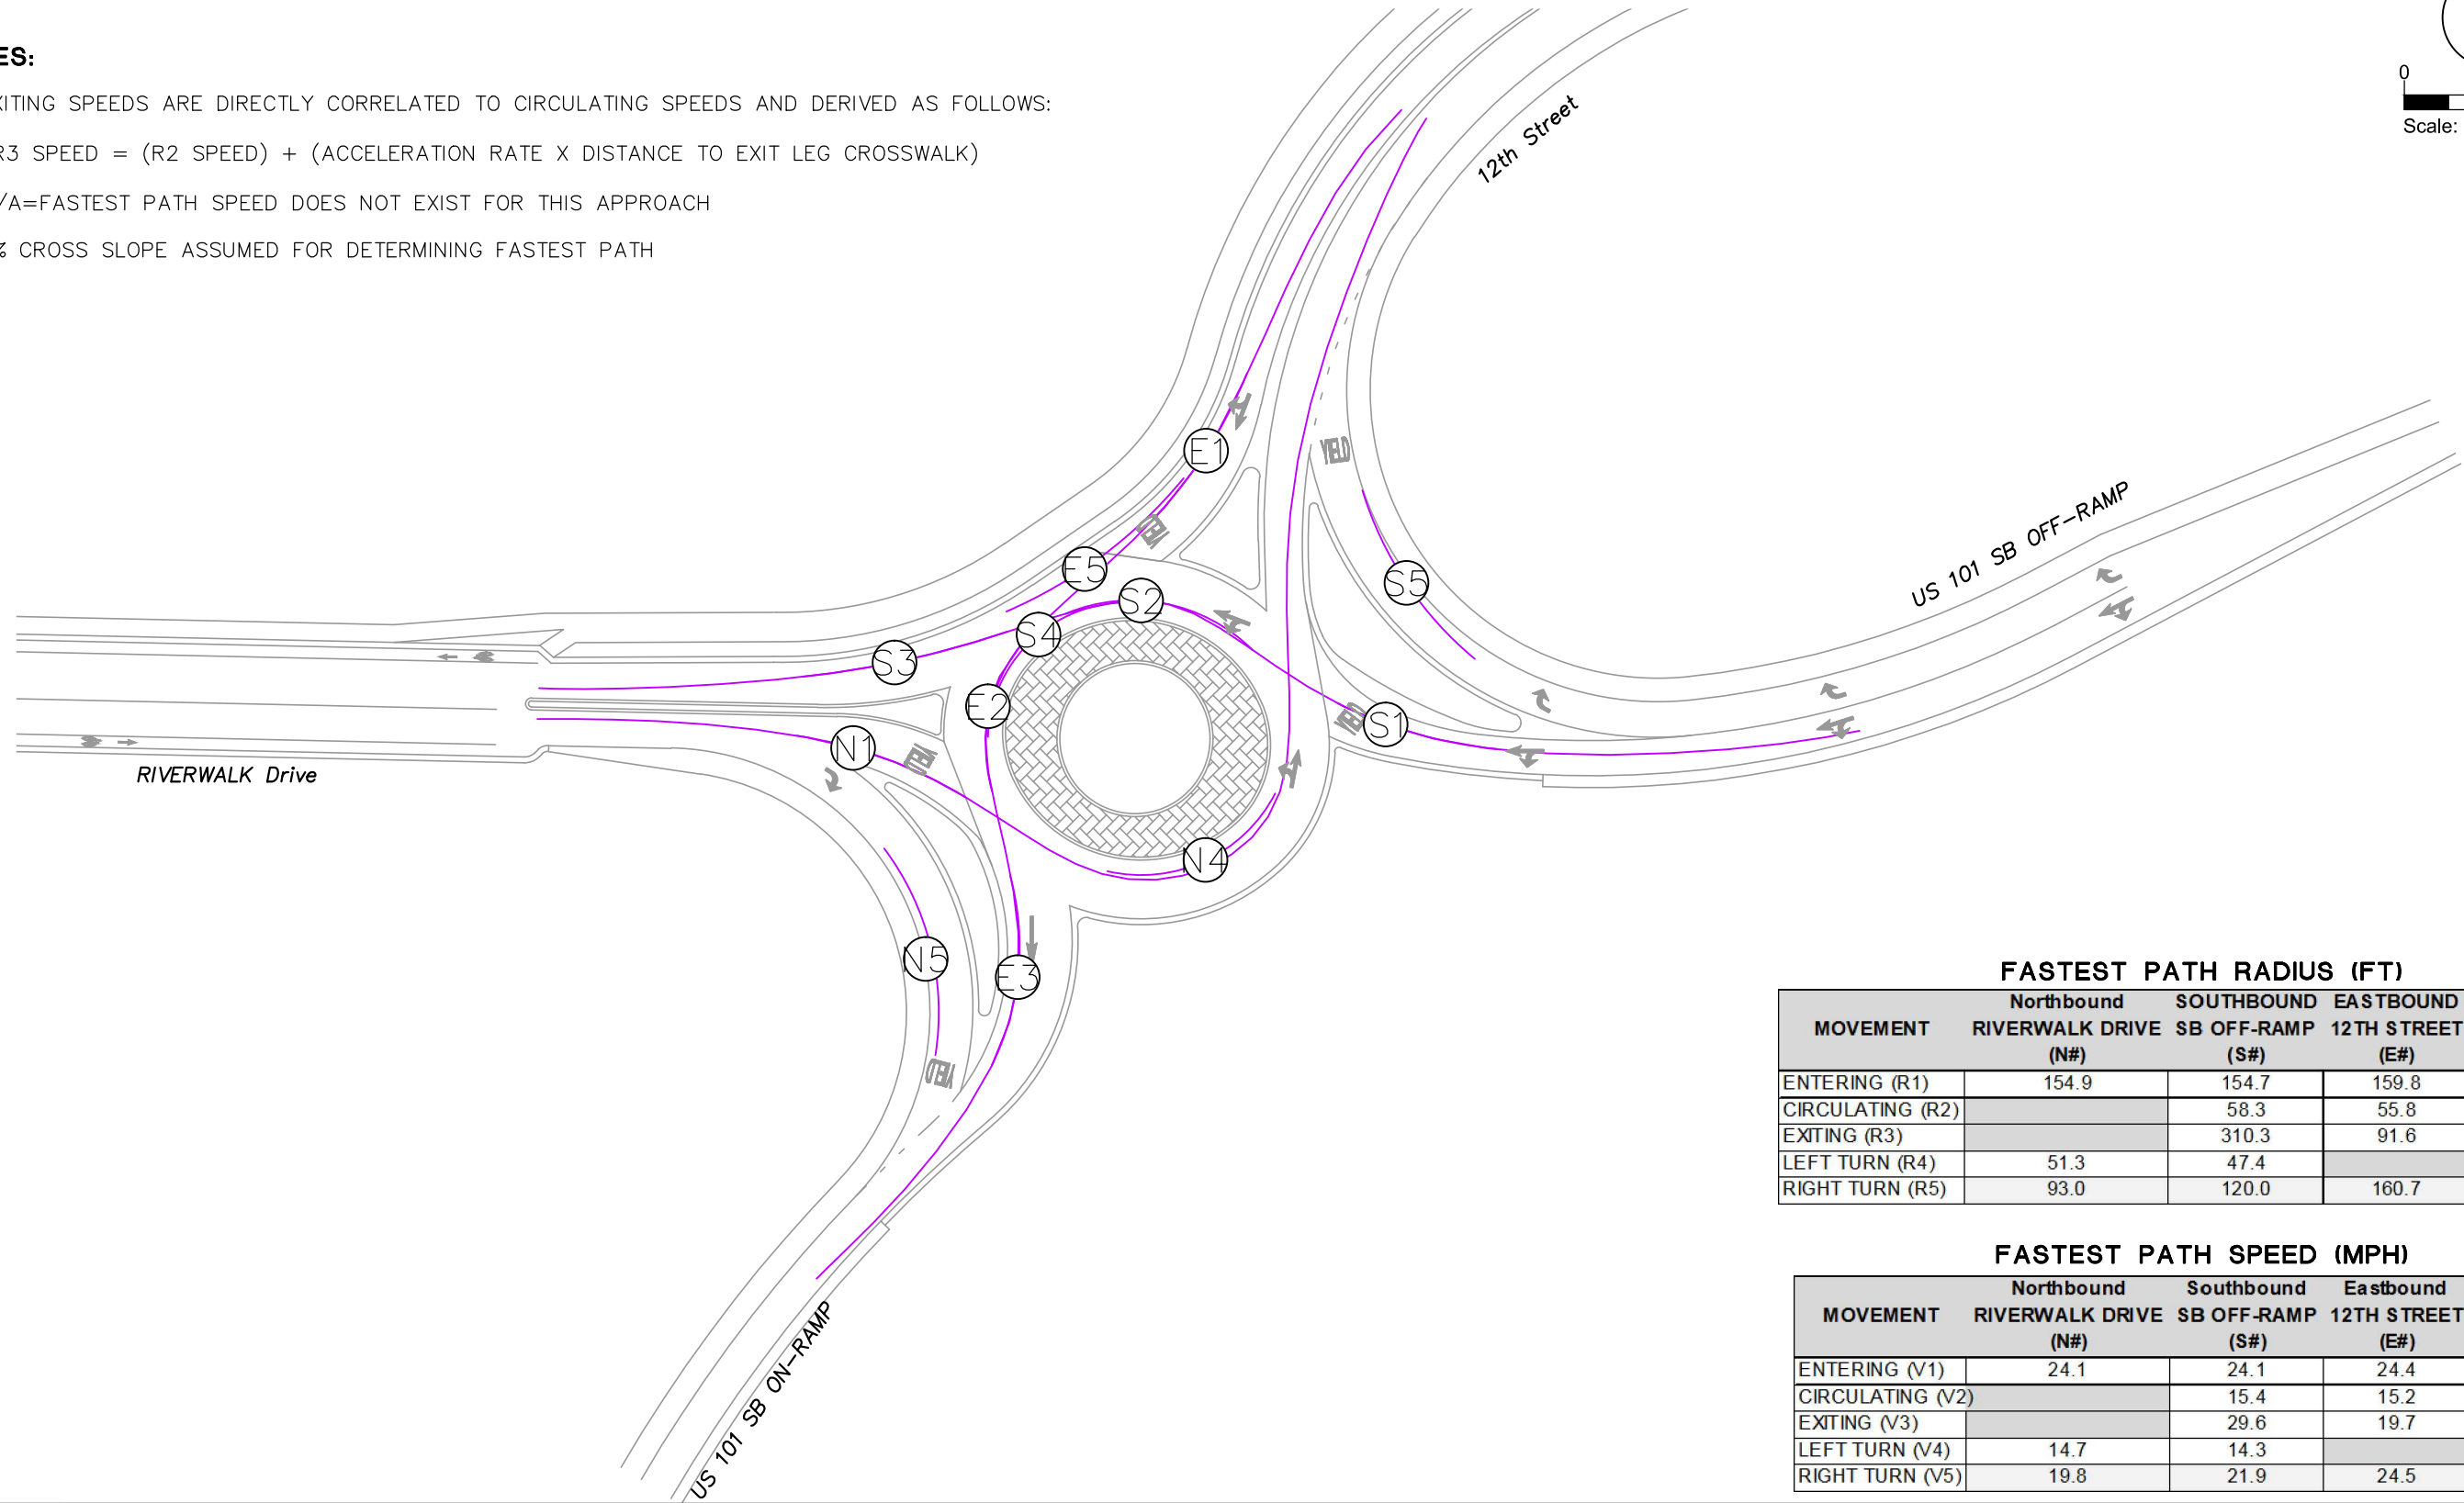 ES:
XITING SPEEDS ARE DIRECTLY CORRELATED TO CIRCULATING SPEEDS AND DERIVED AS FOLLOWS:
R3 SPEED = (R2 SPEED) + (ACCELERATION RATE X DISTANCE TO EXIT LEG CROSSWALK)
/A=FASTEST PATH SPEED DOES NOT EXIST FOR THIS APPROACH
% CROSS SLOPE ASSUMED FOR DETERMINING FASTEST PATH
0
Scale:
12th Street
E1
YIELD
YIELD
US 101 SB OFF-RAMP
E5
S5
S2
S4
S3
E2
YIELD
S1
N1
YIELD
RIVERWALK Drive
N4
N5
E3
YIELD
US 101 SB ON-RAMP
FASTEST PATH RADIUS (FT)
MOVEMENT Northbound RIVERWALK DRIVE (N#) SOUTHBOUND SB OFF-RAMP (S#) EASTBOUND 12TH STREET (E#)
ENTERING (R1) 154.9 154.7 159.8
CIRCULATING (R2) 58.3 55.8
EXITING (R3) 310.3 91.6
LEFT TURN (R4) 51.3 47.4
RIGHT TURN (R5) 93.0 120.0 160.7
FASTEST PATH SPEED (MPH)
MOVEMENT Northbound RIVERWALK DRIVE (N#) Southbound SB OFF-RAMP (S#) Eastbound 12TH STREET (E#)
ENTERING (V1) 24.1 24.1 24.4
CIRCULATING (V2) 15.4 15.2
EXITING (V3) 29.6 19.7
LEFT TURN (V4) 14.7 14.3
RIGHT TURN (V5) 19.8 21.9 24.5